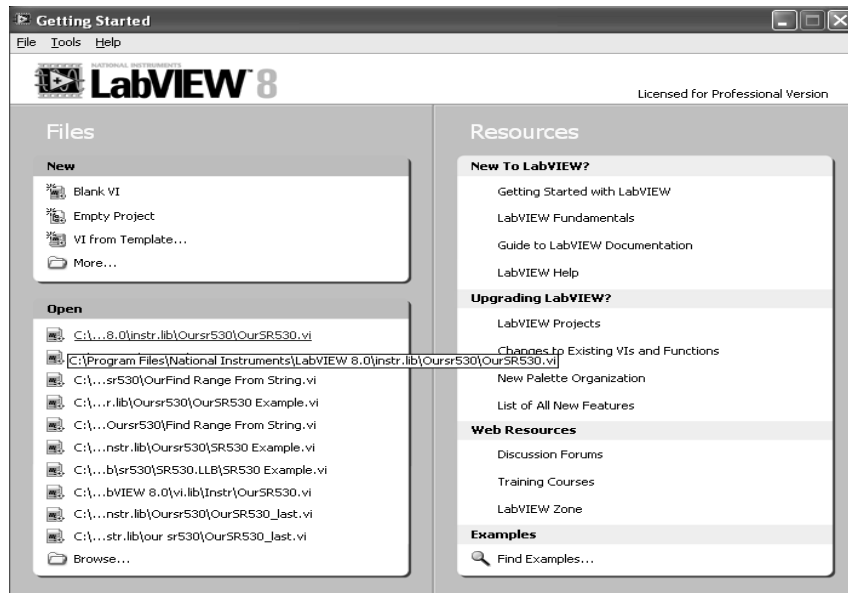 Getting Started
File Tools Help
NATIONAL INSTRUMENTS
LabVIEW 8
Licensed for Professional Version
Files
New
Blank VI
Empty Project
VI from Template...
More...
Open
C:\...8.0\instr.lib\Oursr530\OurSR530.vi
C:\Program Files\National Instruments\LabVIEW 8.0\instr.lib\Oursr530\OurSR530.vi
C:\...sr530\OurFind Range From String.vi
C:\...r.lib\Oursr530\OurSR530 Example.vi
C:\...Oursr530\Find Range From String.vi
C:\...nstr.lib\Oursr530\SR530 Example.vi
C:\...b\sr530\SR530.LLB\SR530 Example.vi
C:\...bVIEW 8.0\vi.lib\Instr\OurSR530.vi
C:\...nstr.lib\Oursr530\OurSR530_last.vi
C:\...str.lib\our sr530\OurSR530_last.vi
Browse...
Resources
New To LabVIEW?
Getting Started with LabVIEW
LabVIEW Fundamentals
Guide to LabVIEW Documentation
LabVIEW Help
Upgrading LabVIEW?
LabVIEW Projects
Changes to Existing VIs and Functions
New Palette Organization
List of All New Features
Web Resources
Discussion Forums
Training Courses
LabVIEW Zone
Examples
Find Examples...